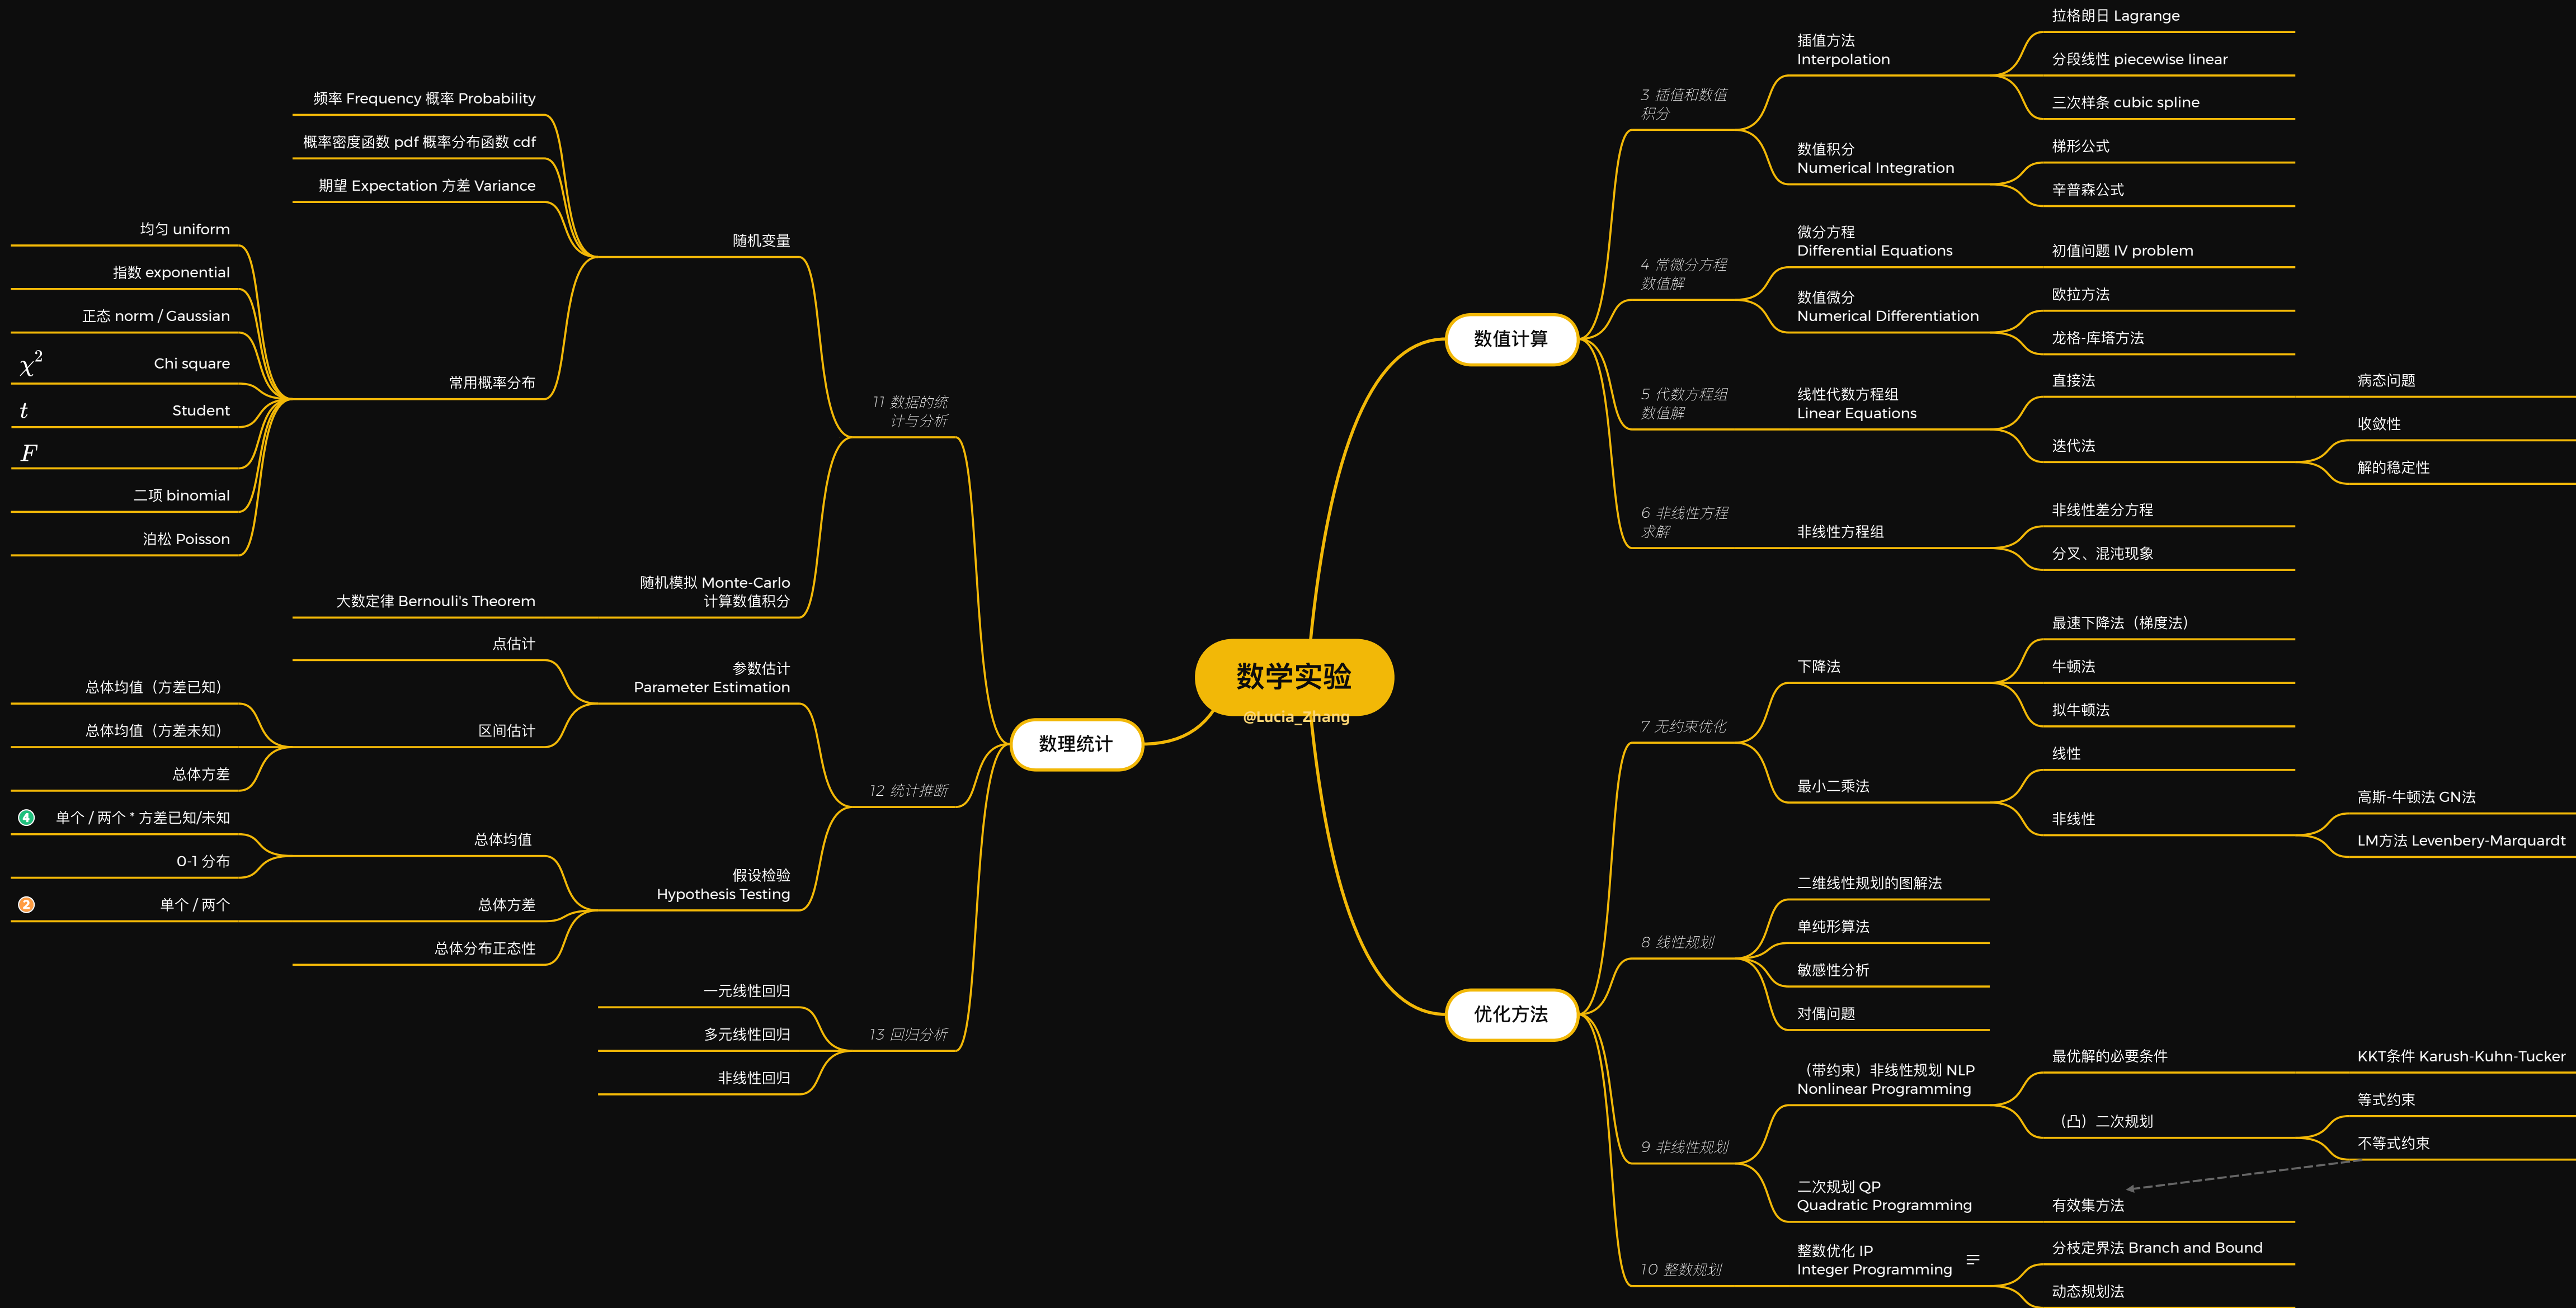 数学实验
@Lucia_Zhang
数值计算
3 插值和数值
积分
插值方法
Interpolation
拉格朗日 Lagrange
分段线性 piecewise linear
三次样条 cubic spline
数值积分
Numerical Integration
梯形公式
辛普森公式
4 常微分方程
数值解
微分方程
Differential Equations
初值问题 IV problem
数值微分
Numerical Differentiation
欧拉方法
龙格-库塔方法
5 代数方程组
数值解
线性代数方程组
Linear Equations
直接法
病态问题
迭代法
收敛性
解的稳定性
6 非线性方程
求解
非线性方程组
非线性差分方程
分叉、混沌现象
优化方法
7 无约束优化
下降法
最速下降法（梯度法）
牛顿法
拟牛顿法
最小二乘法
线性
非线性
高斯-牛顿法 GN法
LM方法 Levenbery-Marquardt
8 线性规划
二维线性规划的图解法
单纯形算法
敏感性分析
对偶问题
9 非线性规划
（带约束）非线性规划 NLP
Nonlinear Programming
最优解的必要条件
KKT条件 Karush-Kuhn-Tucker
（凸）二次规划
等式约束
不等式约束
二次规划 QP
Quadratic Programming
有效集方法
10 整数规划
整数优化 IP
Integer Programming
分枝定界法 Branch and Bound
动态规划法
数理统计
11 数据的统
计与分析
随机变量
频率 Frequency 概率 Probability
概率密度函数 pdf 概率分布函数 cdf
期望 Expectation 方差 Variance
常用概率分布
均匀 uniform
指数 exponential
正态 norm / Gaussian
χ² Chi square
t Student
F
二项 binomial
泊松 Poisson
随机模拟 Monte-Carlo
计算数值积分
大数定律 Bernouli's Theorem
12 统计推断
参数估计
Parameter Estimation
点估计
区间估计
总体均值（方差已知）
总体均值（方差未知）
总体方差
假设检验
Hypothesis Testing
总体均值
4 单个 / 两个 * 方差已知/未知
0-1 分布
总体方差
2 单个 / 两个
总体分布正态性
13 回归分析
一元线性回归
多元线性回归
非线性回归